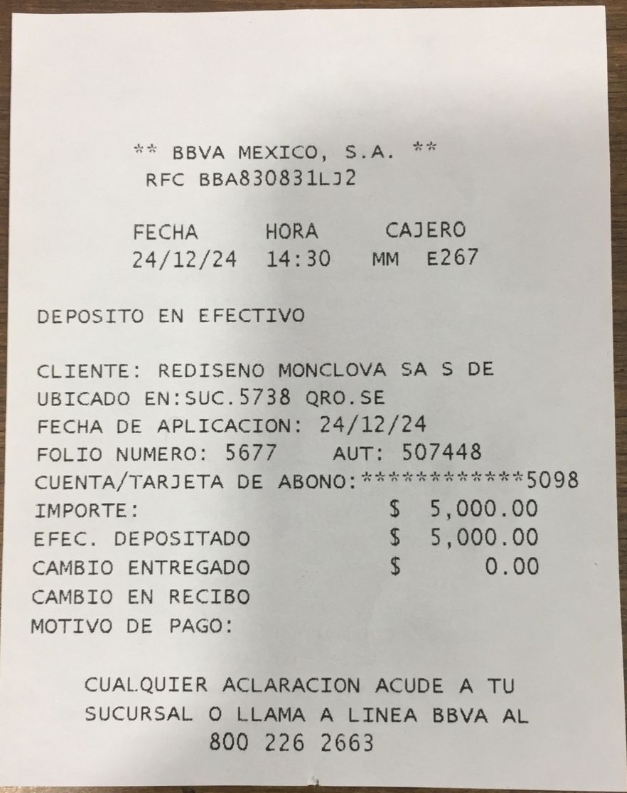 ** BBVA MEXICO, S.A. **
RFC BBA830831LJ2
FECHA HORA CAJERO
24/12/24 14:30 MM E267
DEPOSITO EN EFECTIVO
CLIENTE: REDISENO MONCLOVA SA S DE
UBICADO EN:SUC.5738 QRO.SE
FECHA DE APLICACION: 24/12/24
FOLIO NUMERO: 5677 AUT: 507448
CUENTA/TARJETA DE ABONO:************5098
IMPORTE: $ 5,000.00
EFEC. DEPOSITADO $ 5,000.00
CAMBIO ENTREGADO $ 0.00
CAMBIO EN RECIBO
MOTIVO DE PAGO:
CUALQUIER ACLARACION ACUDE A TU
SUCURSAL O LLAMA A LINEA BBVA AL
800 226 2663